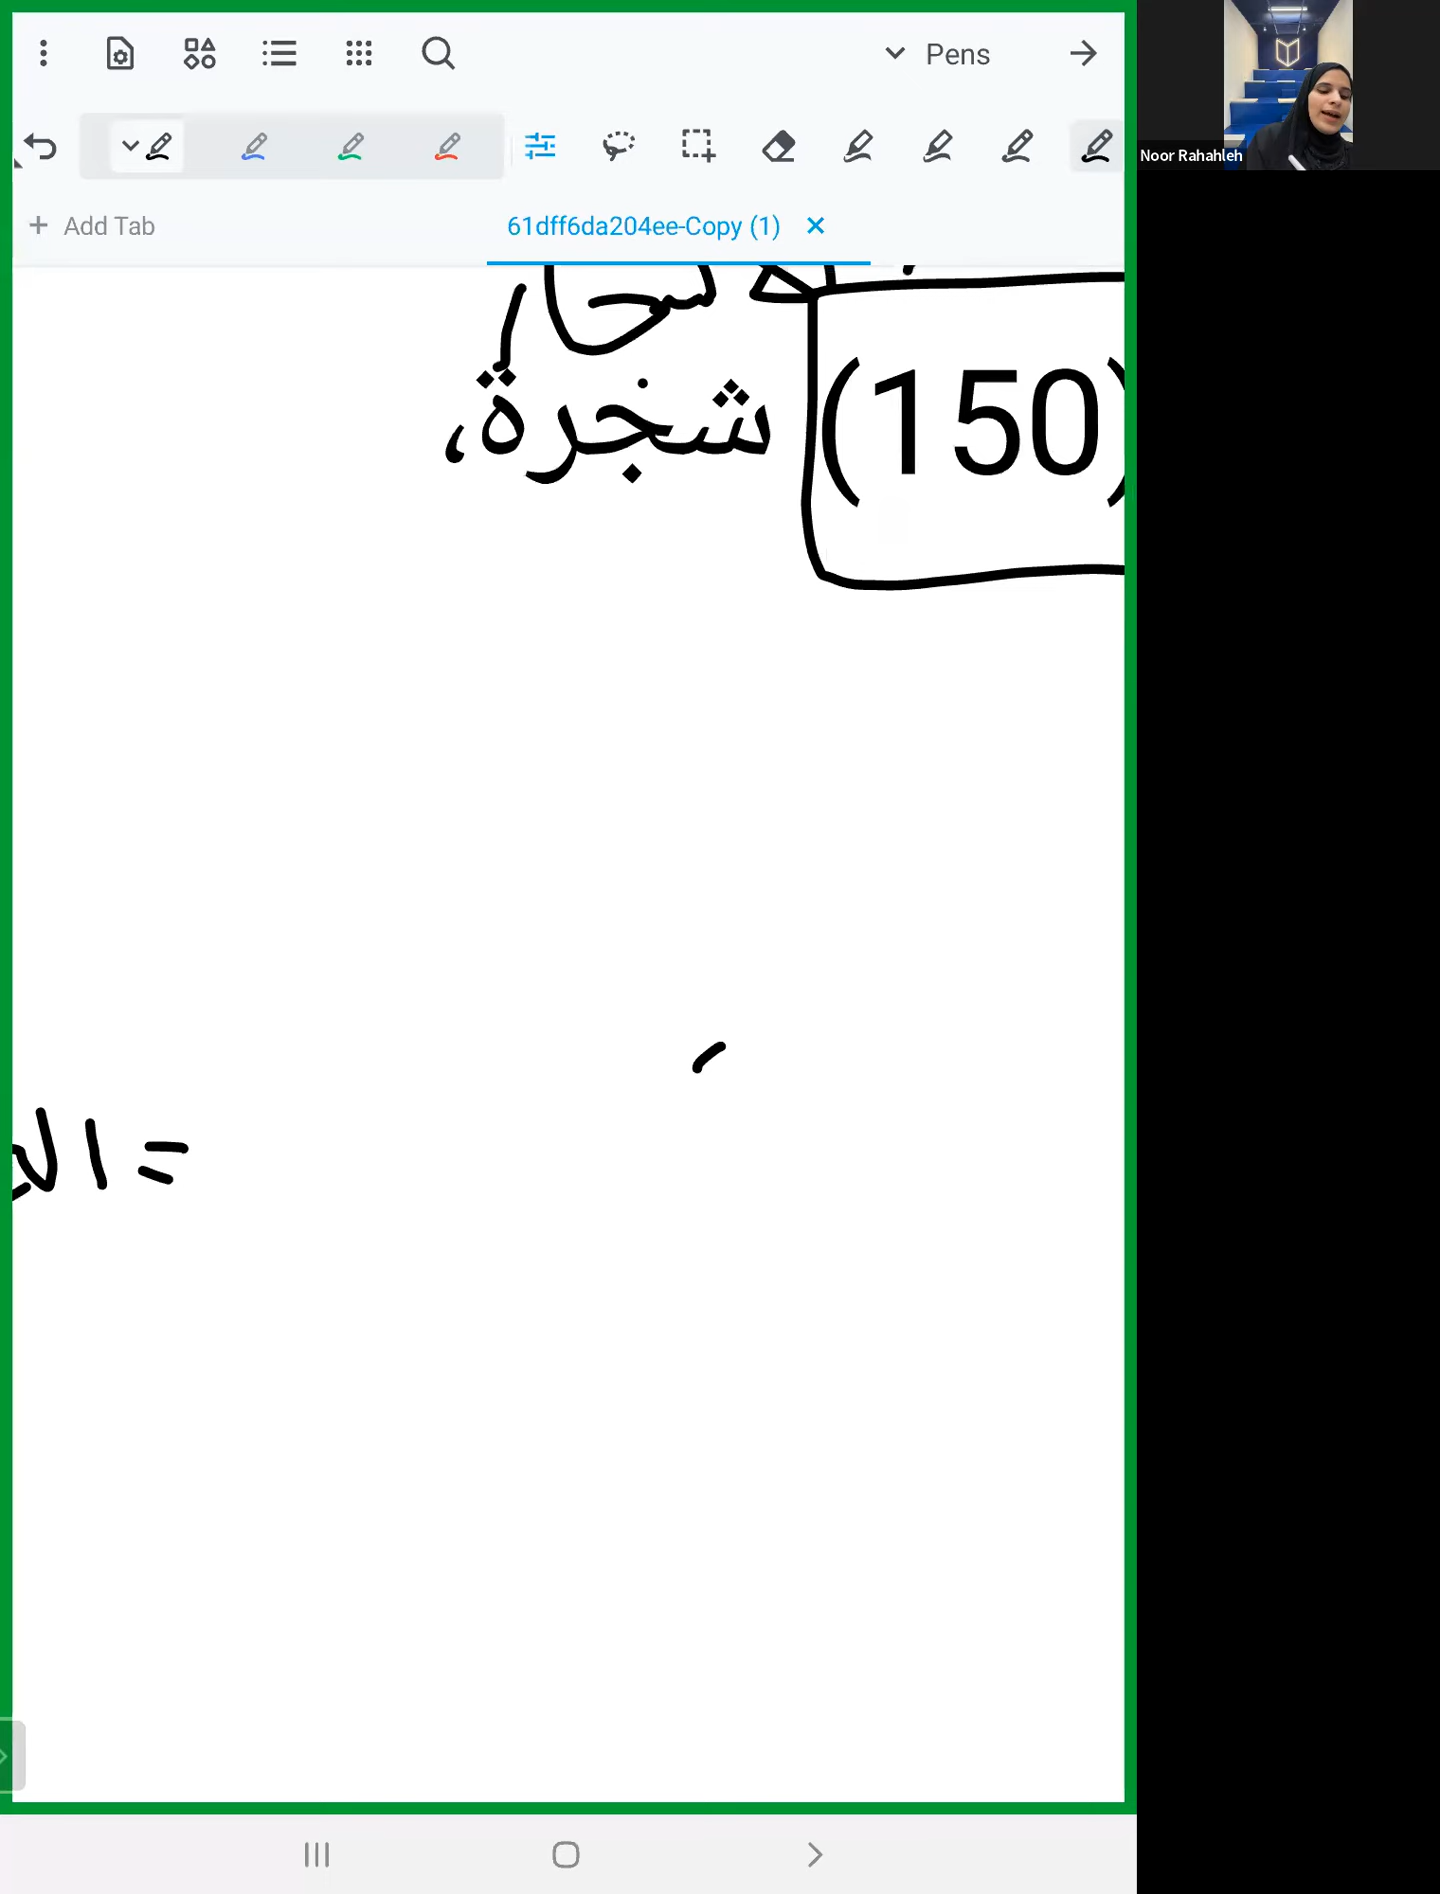 Pens
Noor Rahahleh
+ Add Tab
61dff6da204ee-Copy (1) ×
(150) شجرة،
=